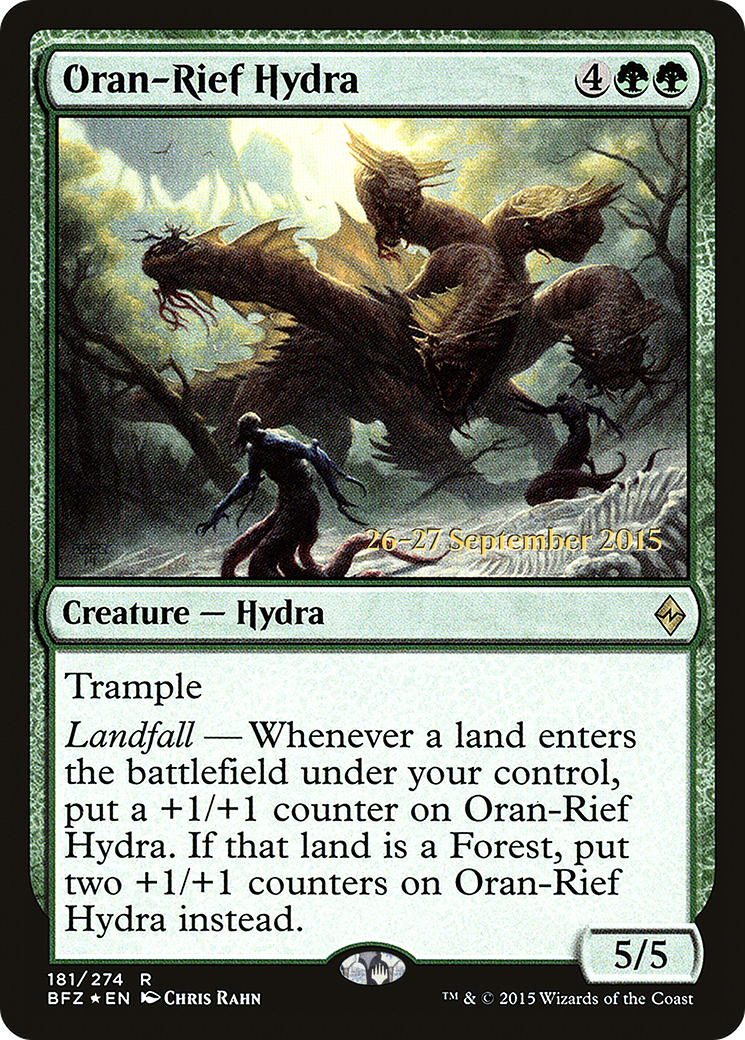 Oran-Rief Hydra 4
26–27 September 2015
Creature — Hydra
Trample
Landfall — Whenever a land enters
the battlefield under your control,
put a +1/+1 counter on Oran-Rief
Hydra. If that land is a Forest, put
two +1/+1 counters on Oran-Rief
Hydra instead.
5/5
181/274 R
BFZ ★ EN Chris Rahn
™ & © 2015 Wizards of the Coast